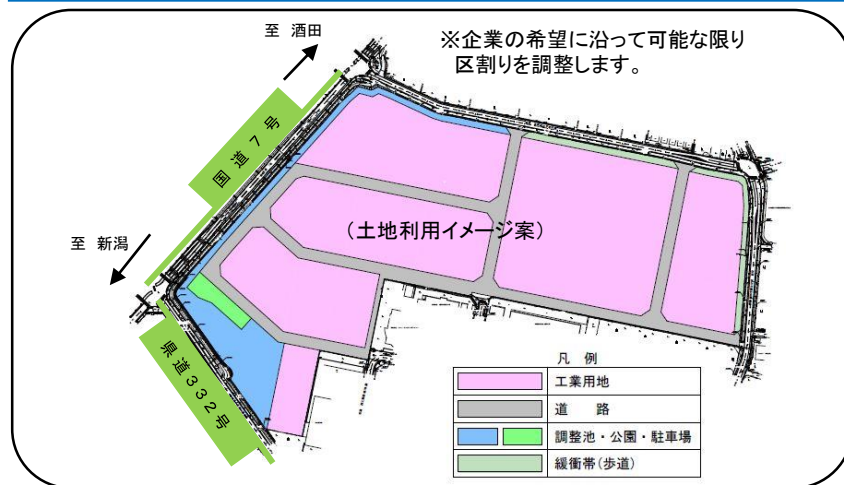 至 酒田
※企業の希望に沿って可能な限り
区割りを調整します。
国道7号
至 新潟
(土地利用イメージ案)
県道332号
凡 例
工業用地
道 路
調整池・公園・駐車場
緩衝帯(歩道)